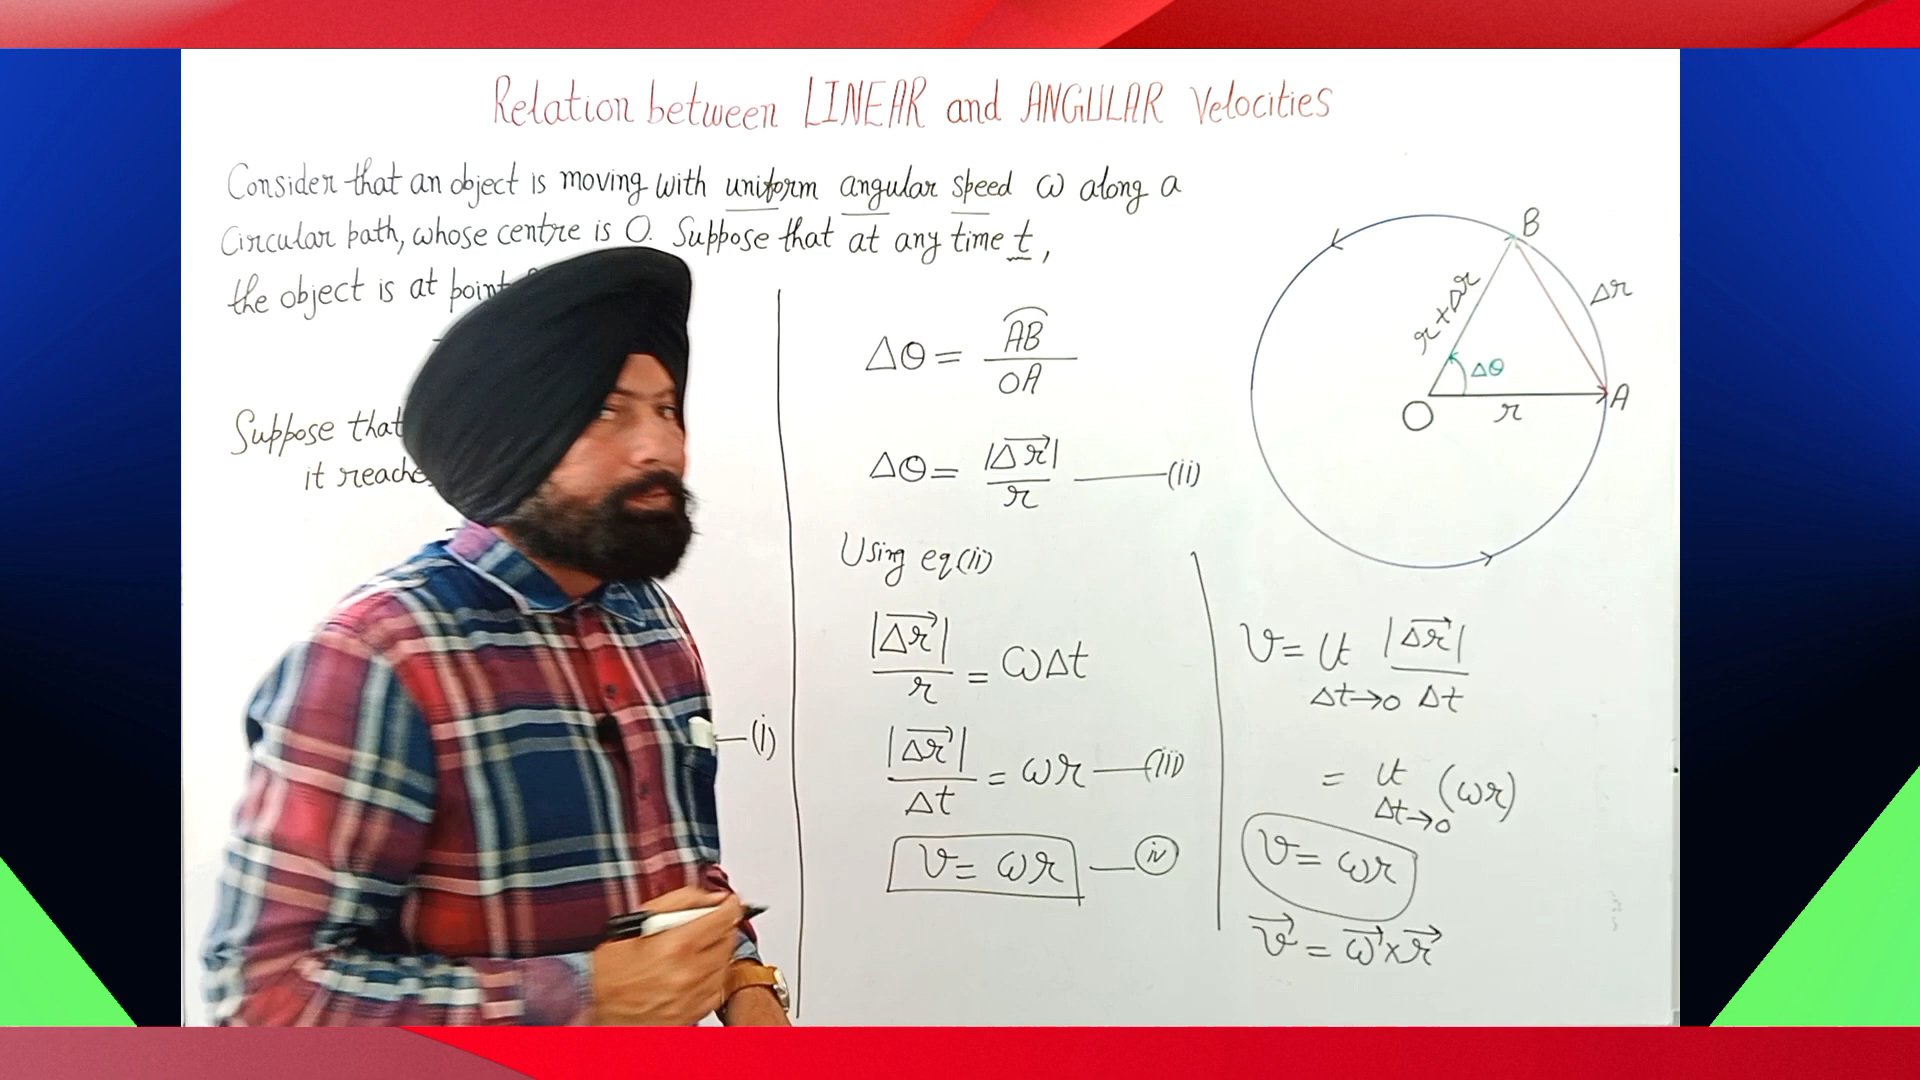 Relation between LINEAR and ANGULAR Velocities
Consider that an object is moving with uniform angular speed ω along a
Circular path, whose centre is O. Suppose that at any time t,
the object is at point
Suppose that
it reache
—(i)
Δθ = A͡B / OA
Δθ = |Δr⃗| / r —(ii)
Using eq(ii)
|Δr⃗| / r = ωΔt
|Δr⃗| / Δt = ωr —(iii)
v = ωr —(iv)
B
Δr
r + Δr
Δθ
O
r
A
v = Lt Δt→0 |Δr⃗| / Δt
= Lt Δt→0 (ωr)
v = ωr
v⃗ = ω⃗ × r⃗